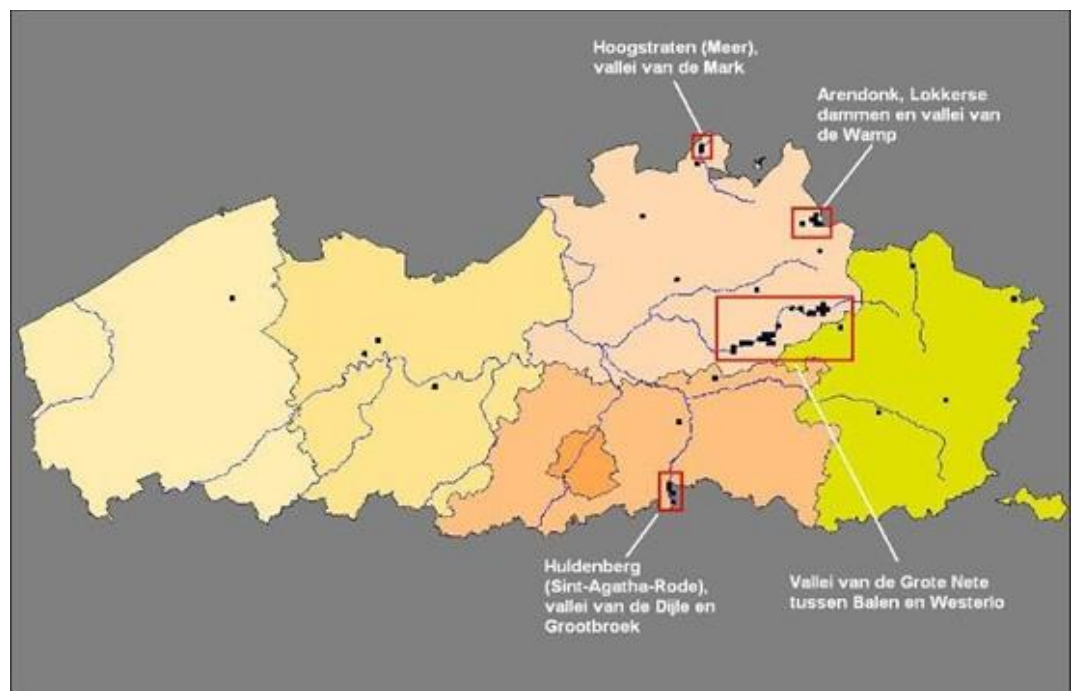 Hoogstraten (Meer),
vallei van de Mark
Arendonk, Lokkerse
dammen en vallei van
de Wamp
Huldenberg
(Sint-Agatha-Rode),
vallei van de Dijle en
Grootbroek
Vallei van de Grote Nete
tussen Balen en Westerlo